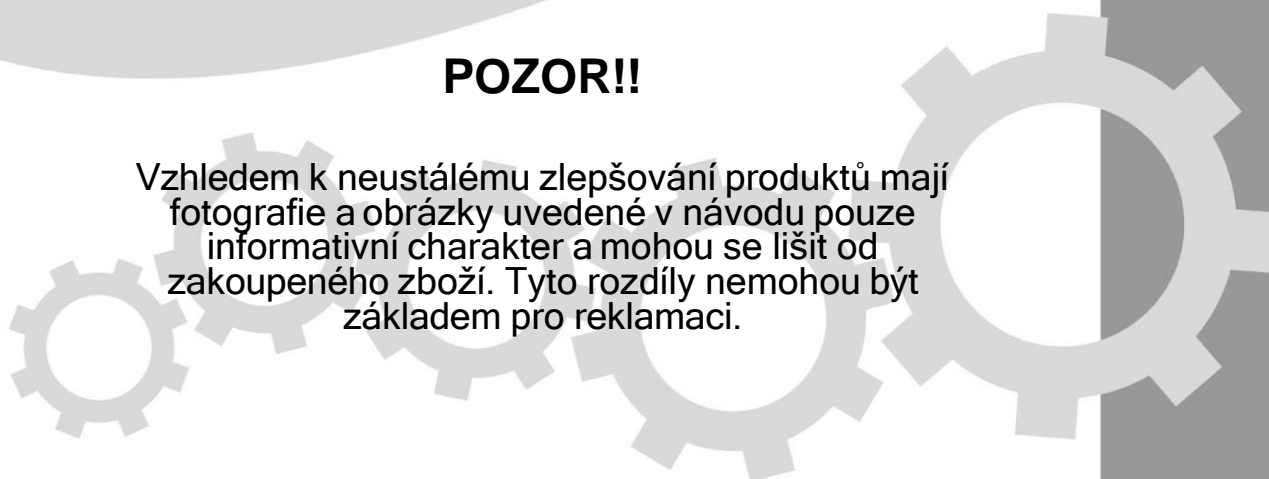 POZOR!!
Vzhledem k neustálému zlepšování produktů mají
fotografie a obrázky uvedené v návodu pouze
informativní charakter a mohou se lišit od
zakoupeného zboží. Tyto rozdíly nemohou být
základem pro reklamaci.